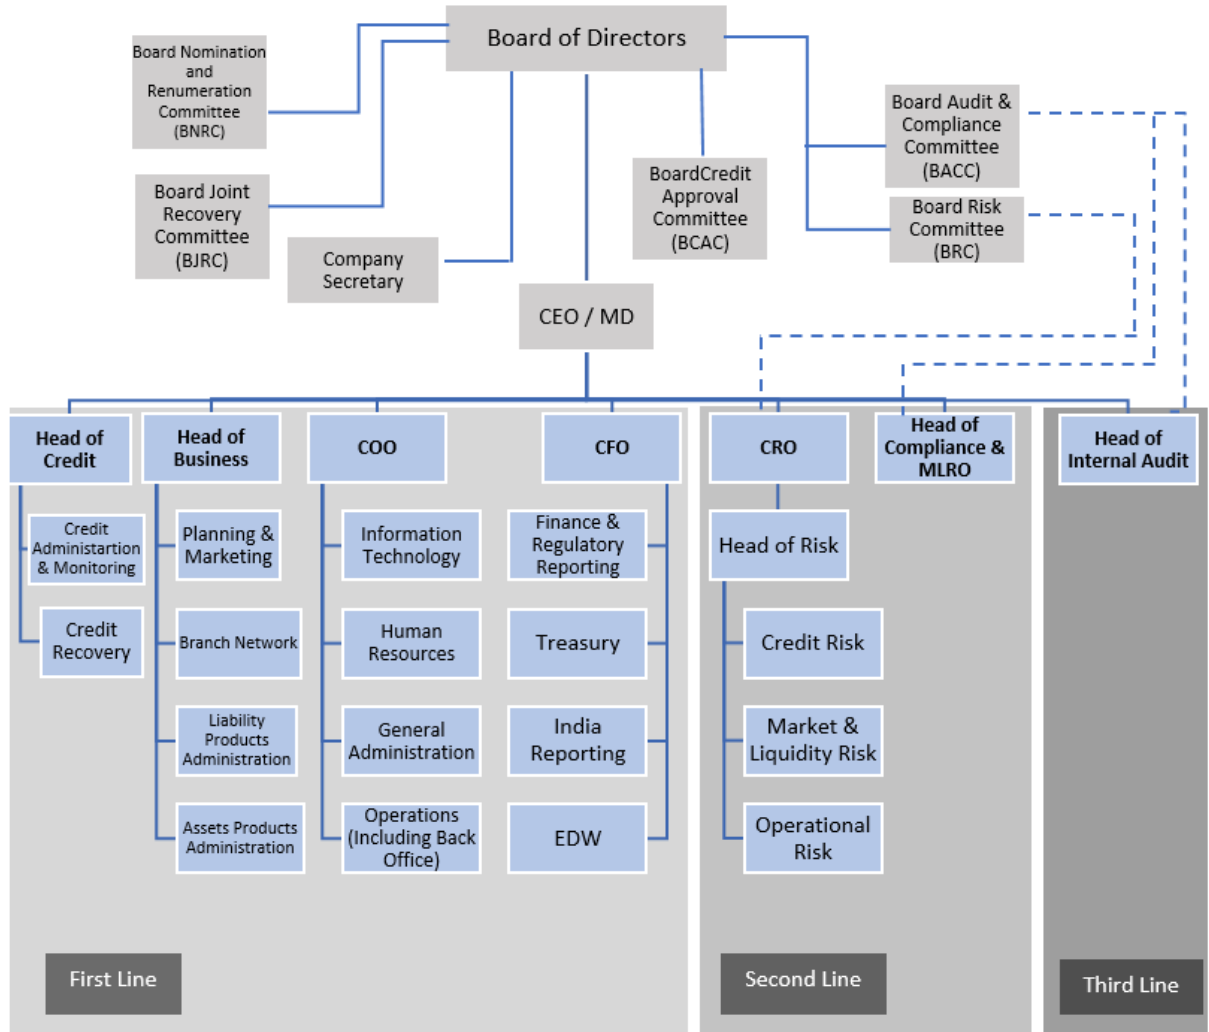 Board of Directors
Board Nomination
and
Renumeration
Committee
(BNRC)
Board Joint
Recovery
Committee
(BJRC)
Company
Secretary
BoardCredit
Approval
Committee
(BCAC)
Board Audit &
Compliance
Committee
(BACC)
Board Risk
Committee
(BRC)
CEO / MD
Head of
Credit
Head of
Business
COO
CFO
CRO
Head of
Compliance &
MLRO
Head of
Internal Audit
Credit
Administartion
& Monitoring
Credit
Recovery
Planning &
Marketing
Branch Network
Liability
Products
Administration
Assets Products
Administration
Information
Technology
Human
Resources
General
Administration
Operations
(Including Back
Office)
Finance &
Regulatory
Reporting
Treasury
India
Reporting
EDW
Head of Risk
Credit Risk
Market &
Liquidity Risk
Operational
Risk
First Line
Second Line
Third Line